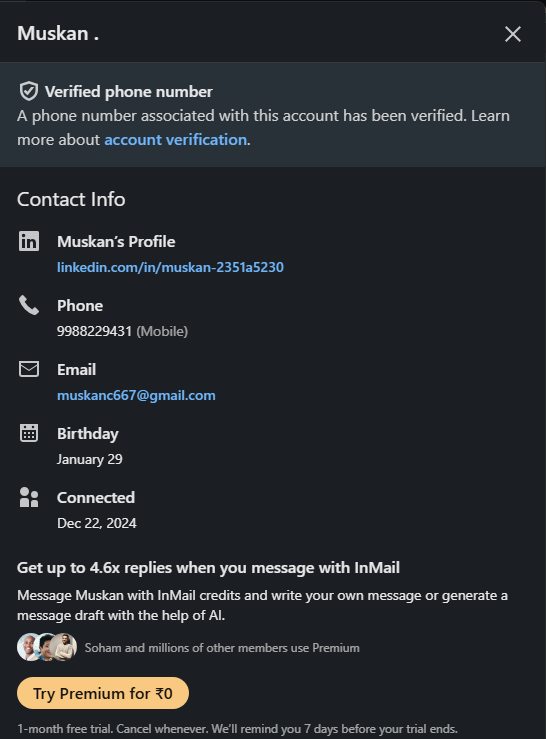 Muskan .
Verified phone number
A phone number associated with this account has been verified. Learn
more about account verification.
Contact Info
Muskan’s Profile
linkedin.com/in/muskan-2351a5230
Phone
9988229431 (Mobile)
Email
muskanc667@gmail.com
Birthday
January 29
Connected
Dec 22, 2024
Get up to 4.6x replies when you message with InMail
Message Muskan with InMail credits and write your own message or generate a
message draft with the help of AI.
Soham and millions of other members use Premium
Try Premium for ₹0
1-month free trial. Cancel whenever. We’ll remind you 7 days before your trial ends.